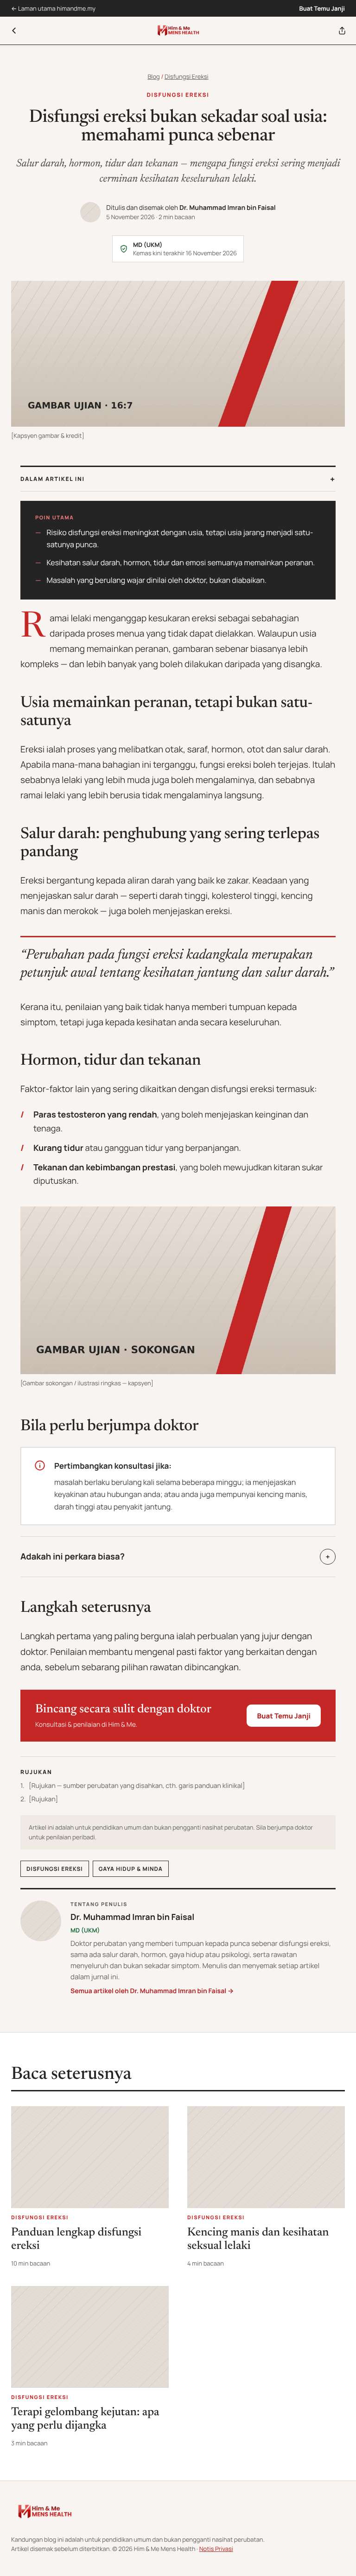 ← Laman utama himandme.my
Buat Temu Janji
Him & Me
MENS HEALTH
Blog / Disfungsi Ereksi
DISFUNGSI EREKSI
Disfungsi ereksi bukan sekadar soal usia:
memahami punca sebenar
Salur darah, hormon, tidur dan tekanan — mengapa fungsi ereksi sering menjadi
cerminan kesihatan keseluruhan lelaki.
Ditulis dan disemak oleh Dr. Muhammad Imran bin Faisal
5 November 2026 · 2 min bacaan
MD (UKM)
Kemas kini terakhir 16 November 2026
GAMBAR UJIAN · 16:7
[Kapsyen gambar & kredit]
DALAM ARTIKEL INI
+
POIN UTAMA
— Risiko disfungsi ereksi meningkat dengan usia, tetapi usia jarang menjadi satu-
satunya punca.
— Kesihatan salur darah, hormon, tidur dan emosi semuanya memainkan peranan.
— Masalah yang berulang wajar dinilai oleh doktor, bukan diabaikan.
Ramai lelaki menganggap kesukaran ereksi sebagai sebahagian
daripada proses menua yang tidak dapat dielakkan. Walaupun usia
memang memainkan peranan, gambaran sebenar biasanya lebih
kompleks — dan lebih banyak yang boleh dilakukan daripada yang disangka.
Usia memainkan peranan, tetapi bukan satu-
satunya
Ereksi ialah proses yang melibatkan otak, saraf, hormon, otot dan salur darah.
Apabila mana-mana bahagian ini terganggu, fungsi ereksi boleh terjejas. Itulah
sebabnya lelaki yang lebih muda juga boleh mengalaminya, dan sebabnya
ramai lelaki yang lebih berusia tidak mengalaminya langsung.
Salur darah: penghubung yang sering terlepas
pandang
Ereksi bergantung kepada aliran darah yang baik ke zakar. Keadaan yang
menjejaskan salur darah — seperti darah tinggi, kolesterol tinggi, kencing
manis dan merokok — juga boleh menjejaskan ereksi.
“Perubahan pada fungsi ereksi kadangkala merupakan
petunjuk awal tentang kesihatan jantung dan salur darah.”
Kerana itu, penilaian yang baik tidak hanya memberi tumpuan kepada
simptom, tetapi juga kepada kesihatan anda secara keseluruhan.
Hormon, tidur dan tekanan
Faktor-faktor lain yang sering dikaitkan dengan disfungsi ereksi termasuk:
/ Paras testosteron yang rendah, yang boleh menjejaskan keinginan dan
tenaga.
/ Kurang tidur atau gangguan tidur yang berpanjangan.
/ Tekanan dan kebimbangan prestasi, yang boleh mewujudkan kitaran sukar
diputuskan.
GAMBAR UJIAN · SOKONGAN
[Gambar sokongan / ilustrasi ringkas — kapsyen]
Bila perlu berjumpa doktor
Pertimbangkan konsultasi jika:
masalah berlaku berulang kali selama beberapa minggu; ia menjejaskan
keyakinan atau hubungan anda; atau anda juga mempunyai kencing manis,
darah tinggi atau penyakit jantung.
Adakah ini perkara biasa?
+
Langkah seterusnya
Langkah pertama yang paling berguna ialah perbualan yang jujur dengan
doktor. Penilaian membantu mengenal pasti faktor yang berkaitan dengan
anda, sebelum sebarang pilihan rawatan dibincangkan.
Bincang secara sulit dengan doktor
Konsultasi & penilaian di Him & Me.
Buat Temu Janji
RUJUKAN
1. [Rujukan — sumber perubatan yang disahkan, cth. garis panduan klinikal]
2. [Rujukan]
Artikel ini adalah untuk pendidikan umum dan bukan pengganti nasihat perubatan. Sila berjumpa doktor
untuk penilaian peribadi.
DISFUNGSI EREKSI
GAYA HIDUP & MINDA
TENTANG PENULIS
Dr. Muhammad Imran bin Faisal
MD (UKM)
Doktor perubatan yang memberi tumpuan kepada punca sebenar disfungsi ereksi,
sama ada salur darah, hormon, gaya hidup atau psikologi, serta rawatan
menyeluruh dan bukan sekadar simptom. Menulis dan menyemak setiap artikel
dalam jurnal ini.
Semua artikel oleh Dr. Muhammad Imran bin Faisal →
Baca seterusnya
DISFUNGSI EREKSI
Panduan lengkap disfungsi
ereksi
10 min bacaan
DISFUNGSI EREKSI
Kencing manis dan kesihatan
seksual lelaki
4 min bacaan
DISFUNGSI EREKSI
Terapi gelombang kejutan: apa
yang perlu dijangka
3 min bacaan
Him & Me
MENS HEALTH
Kandungan blog ini adalah untuk pendidikan umum dan bukan pengganti nasihat perubatan.
Artikel disemak sebelum diterbitkan. © 2026 Him & Me Mens Health · Notis Privasi